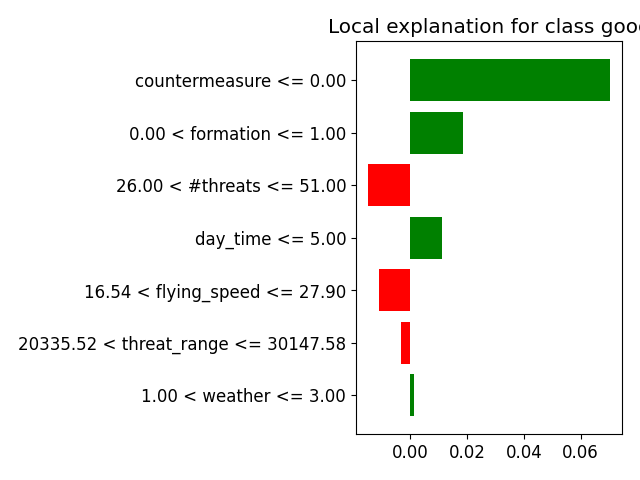 Local explanation for class good
countermeasure <= 0.00
0.00 < formation <= 1.00
26.00 < #threats <= 51.00
day_time <= 5.00
16.54 < flying_speed <= 27.90
20335.52 < threat_range <= 30147.58
1.00 < weather <= 3.00
0.00 0.02 0.04 0.06